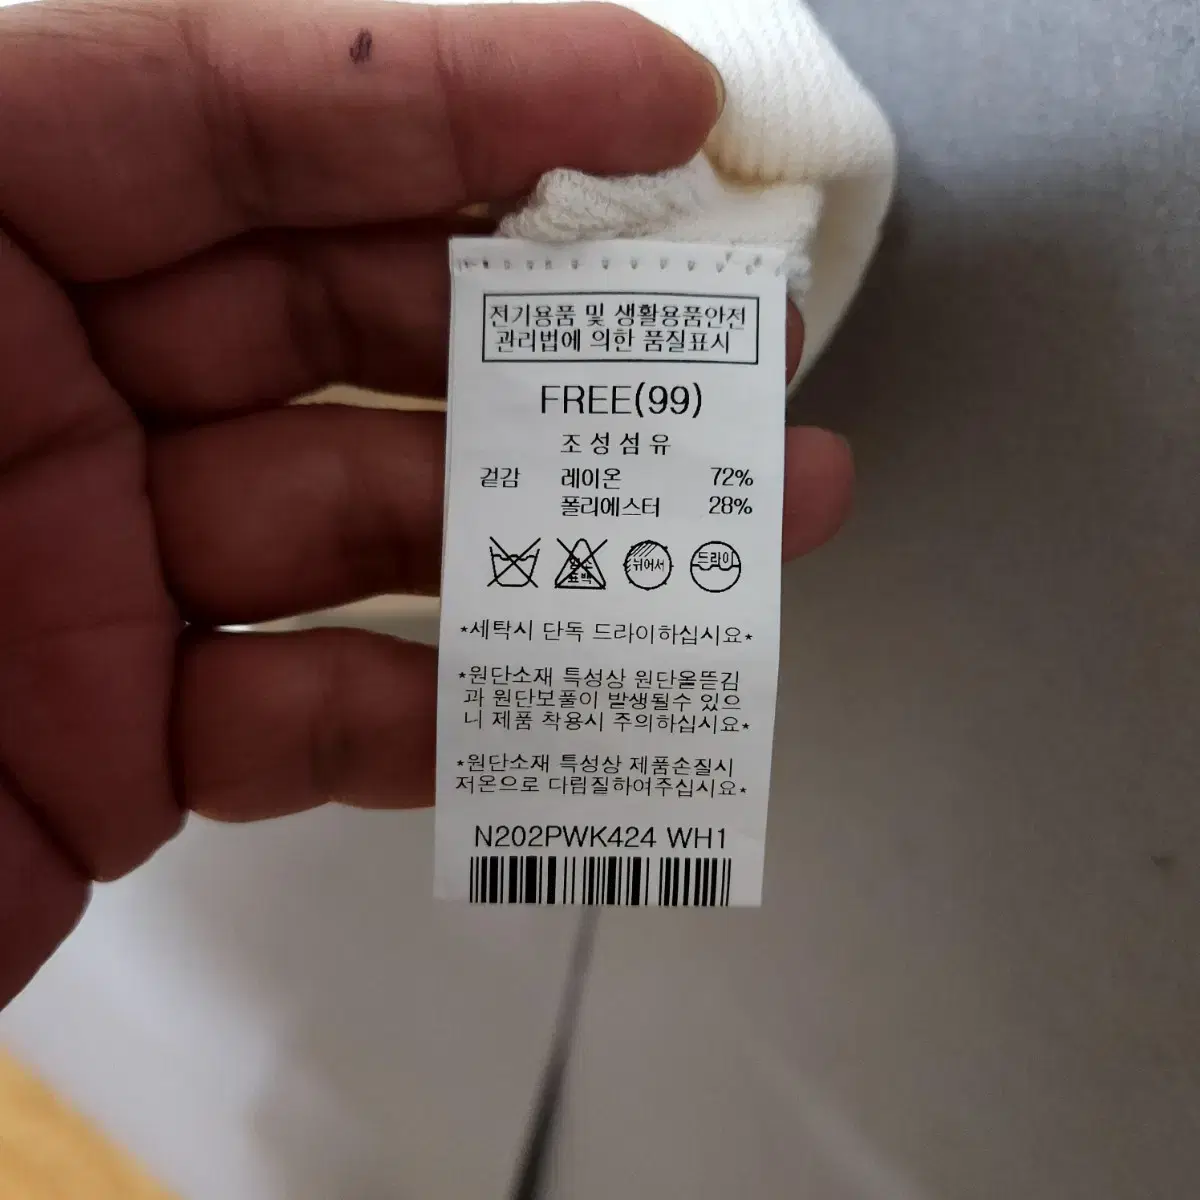 전기용품 및 생활용품안전
관리법에 의한 품질표시
FREE(99)
조성섬유
겉감 레이온 72%
폴리에스터 28%
염소
표백
뉘어서
드라이
*세탁시 단독 드라이하십시요*
*원단소재 특성상 원단올뜯김
과 원단보풀이 발생될수 있으
니 제품 착용시 주의하십시요*
*원단소재 특성상 제품손질시
저온으로 다림질하여주십시요*
N202PWK424 WH1